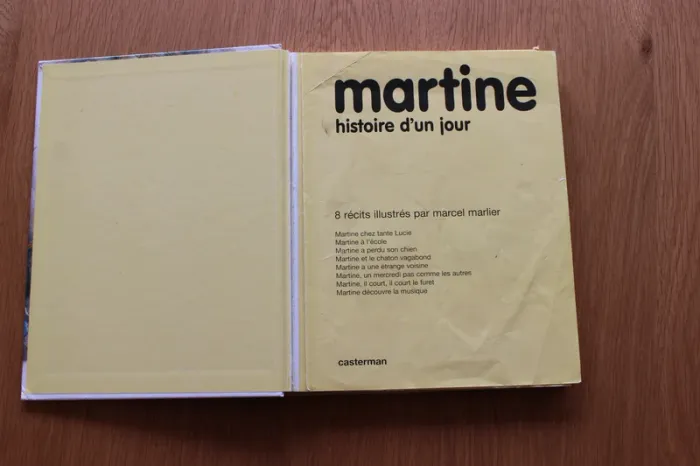 martine
histoire d'un jour
8 récits illustrés par marcel marlier
Martine chez tante Lucie
Martine à l'école
Martine a perdu son chien
Martine et le chaton vagabond
Martine a une étrange voisine
Martine, un mercredi pas comme les autres
Martine, il court, il court le furet
Martine découvre la musique
casterman